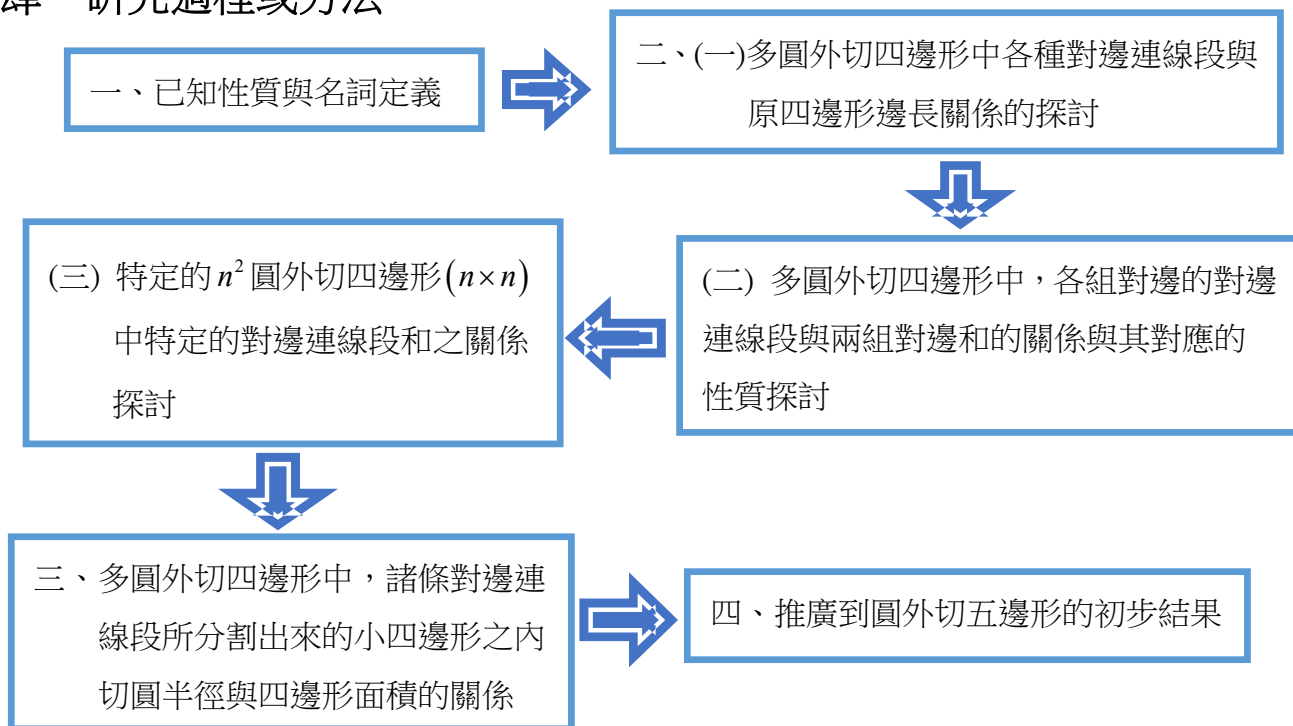 肆 研究過程或方法
一、已知性質與名詞定義
二、(一)多圓外切四邊形中各種對邊連線段與
原四邊形邊長關係的探討
(二) 多圓外切四邊形中，各組對邊的對邊
連線段與兩組對邊和的關係與其對應的
性質探討
(三) 特定的 n² 圓外切四邊形(n×n)
中特定的對邊連線段和之關係
探討
三、多圓外切四邊形中，諸條對邊連
線段所分割出來的小四邊形之內
切圓半徑與四邊形面積的關係
四、推廣到圓外切五邊形的初步結果